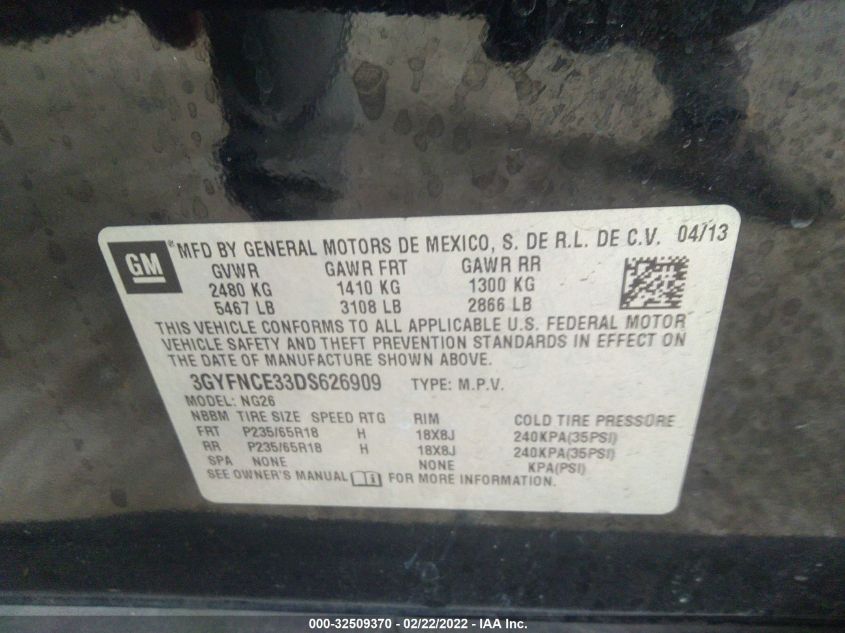 GM
MFD BY GENERAL MOTORS DE MEXICO, S. DE R.L. DE C.V. 04/13
GVWR GAWR FRT GAWR RR
2480 KG 1410 KG 1300 KG
5467 LB 3108 LB 2866 LB
THIS VEHICLE CONFORMS TO ALL APPLICABLE U.S. FEDERAL MOTOR
VEHICLE SAFETY AND THEFT PREVENTION STANDARDS IN EFFECT ON
THE DATE OF MANUFACTURE SHOWN ABOVE.
3GYFNCE33DS626909 TYPE: M.P.V.
MODEL: NG26
NBBM TIRE SIZE SPEED RTG RIM COLD TIRE PRESSURE
FRT P235/65R18 H 18X8J 240KPA(35PSI)
RR P235/65R18 H 18X8J 240KPA(35PSI)
SPA NONE NONE KPA(PSI)
SEE OWNER'S MANUAL FOR MORE INFORMATION.
000-32509370 - 02/22/2022 - IAA Inc.